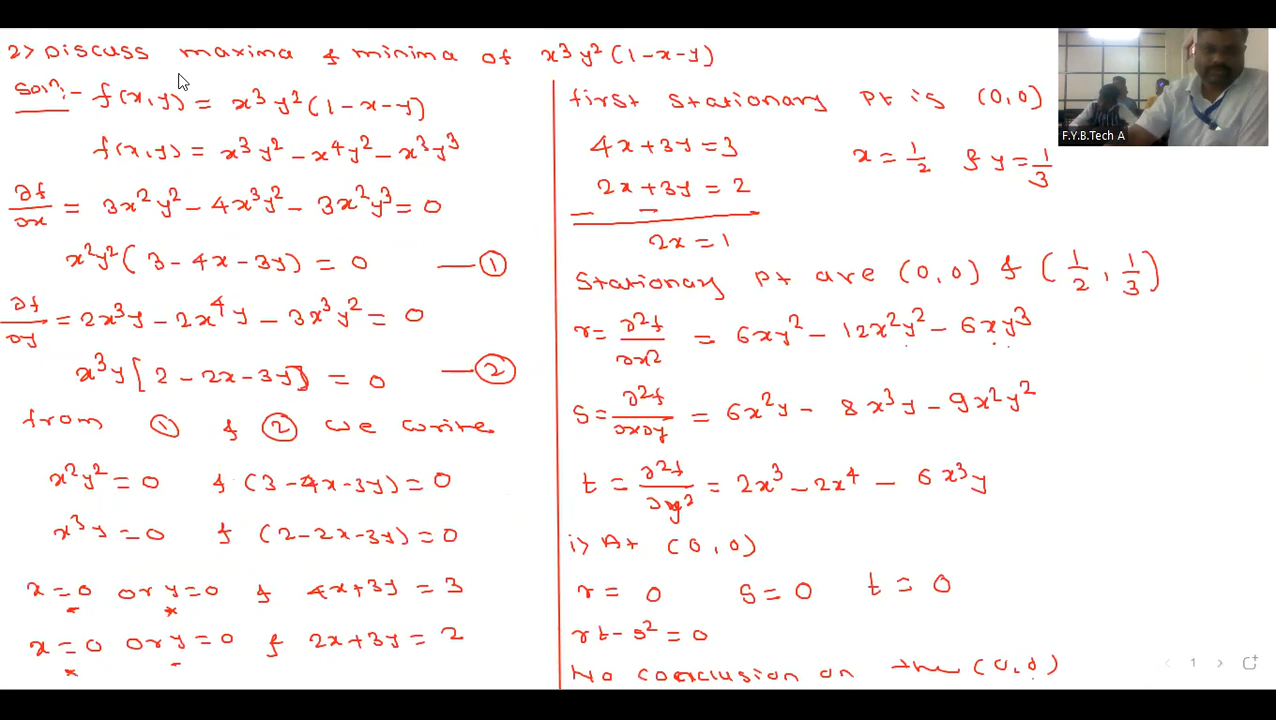 2> Discuss maxima & minima of x³y²(1-x-y)
Soln:- f(x,y) = x³y²(1-x-y)
f(x,y) = x³y² - x⁴y² - x³y³
∂f/∂x = 3x²y² - 4x³y² - 3x²y³ = 0
x²y²(3-4x-3y) = 0 —①
∂f/∂y = 2x³y - 2x⁴y - 3x³y² = 0
x³y[2-2x-3y] = 0 —②
from ① & ② we write
x²y² = 0 & (3-4x-3y) = 0
x³y = 0 & (2-2x-3y) = 0
x = 0 or y = 0 & 4x+3y = 3
x = 0 or y = 0 & 2x+3y = 2
first stationary pt is (0,0)
4x+3y = 3 x = 1/2 & y = 1/3
2x+3y = 2
2x = 1
Stationary pt are (0,0) & (1/2, 1/3)
r = ∂²f/∂x² = 6xy² - 12x²y² - 6xy³
S = ∂²f/∂x∂y = 6x²y - 8x³y - 9x²y²
t = ∂²f/∂y² = 2x³ - 2x⁴ - 6x³y
i> At (0,0)
r = 0 S = 0 t = 0
rt - s² = 0
No conclusion on the (0,0)
F.Y.B.Tech A
1